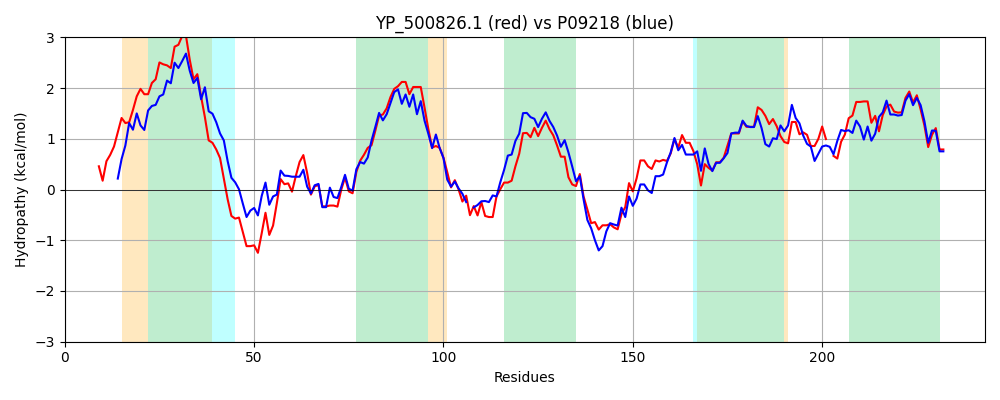 YP_500826.1 (red) vs P09218 (blue)
Hydropathy (kcal/mol)
3
2
1
0
−1
−2
−3
0 50 100 150 200
Residues